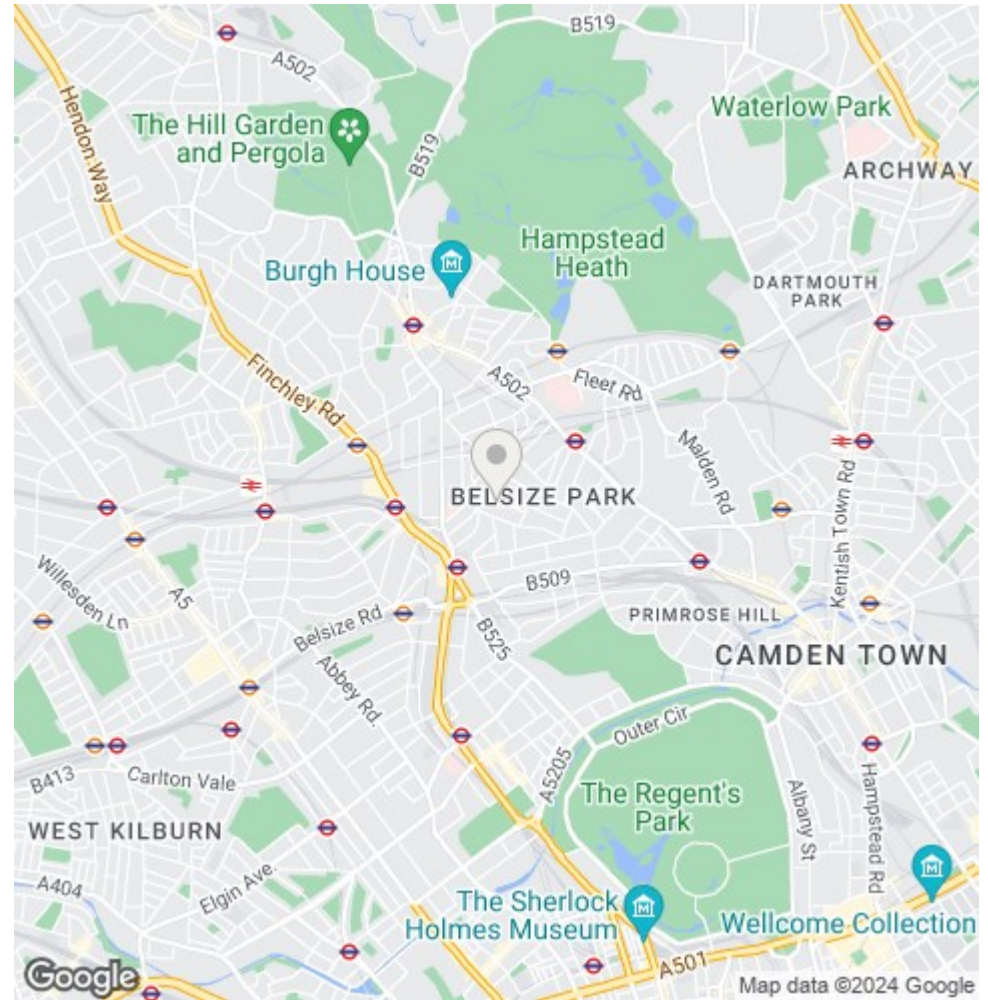 B519
A502
Waterlow Park
The Hill Garden
and Pergola
B519
Hendon Way
ARCHWAY
Hampstead
Heath
Burgh House
DARTMOUTH
PARK
A502
Fleet Rd
Finchley Rd
Malden Rd
BELSIZE PARK
Kentish Town Rd
Willesden Ln
A5
B509
Belsize Rd
PRIMROSE HILL
B525
CAMDEN TOWN
Abbey Rd.
Outer Cir
B413
Carlton Vale
A5205
The Regent's
Park
Albany St
Hampstead Rd
WEST KILBURN
A404
Elgin Ave.
The Sherlock
Holmes Museum
Wellcome Collection
A501
Google
Map data ©2024 Google